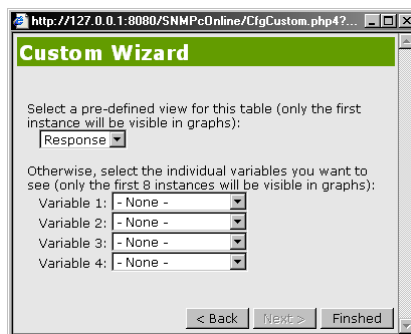 http://127.0.0.1:8080/SNMPcOnline/CfgCustom.php4?...
Custom Wizard
Select a pre-defined view for this table (only the first
instance will be visible in graphs):
Response
Otherwise, select the individual variables you want to
see (only the first 8 instances will be visible in graphs):
Variable 1: - None -
Variable 2: - None -
Variable 3: - None -
Variable 4: - None -
< Back Next > Finshed